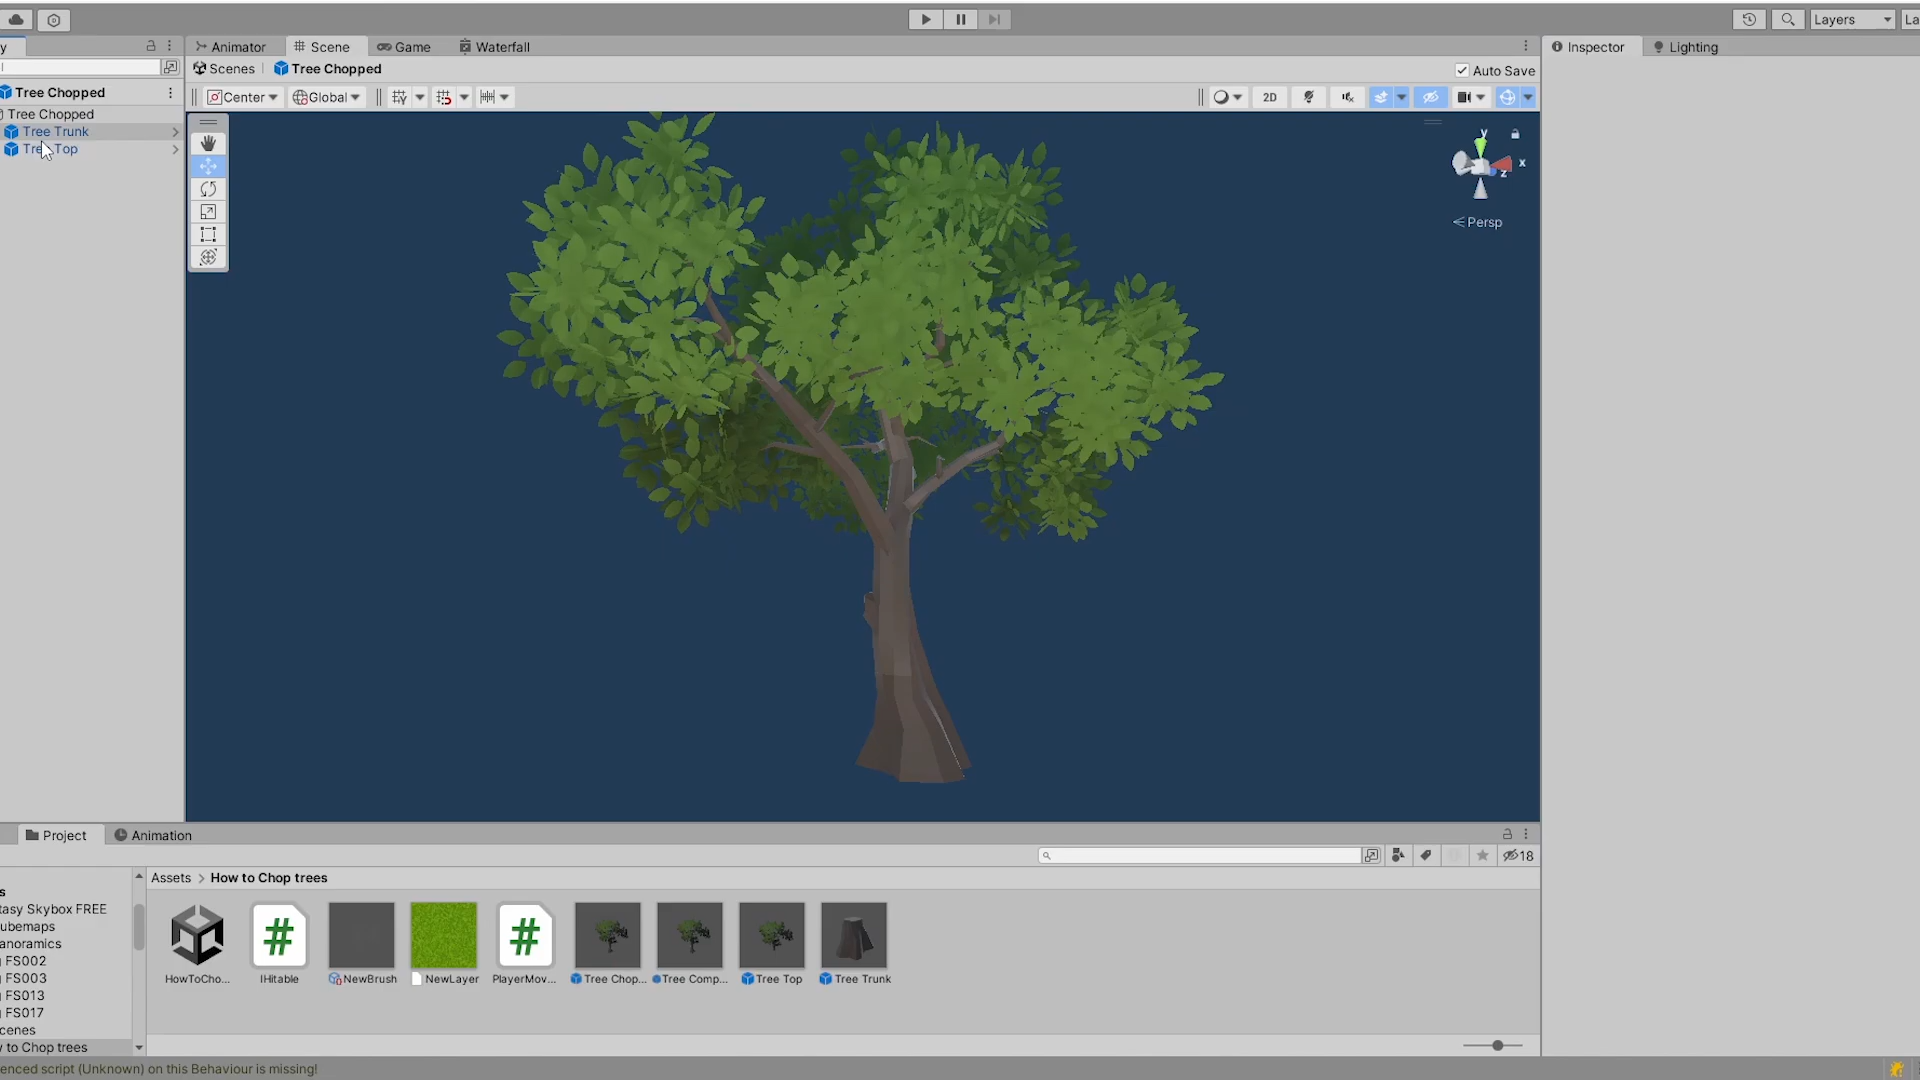 Layers
La
y
Animator
Scene
Game
Waterfall
Inspector
Lighting
Scenes
Tree Chopped
Auto Save
Tree Chopped
Center
Global
2D
Tree Chopped
Tree Trunk
Tree Top
y
x
z
Persp
Project
Animation
18
Assets > How to Chop trees
s
tasy Skybox FREE
ubemaps
anoramics
FS002
FS003
FS013
FS017
cenes
w to Chop trees
HowToCho...
IHitable
NewBrush
NewLayer
PlayerMov...
Tree Chop...
Tree Comp...
Tree Top
Tree Trunk
enced script (Unknown) on this Behaviour is missing!